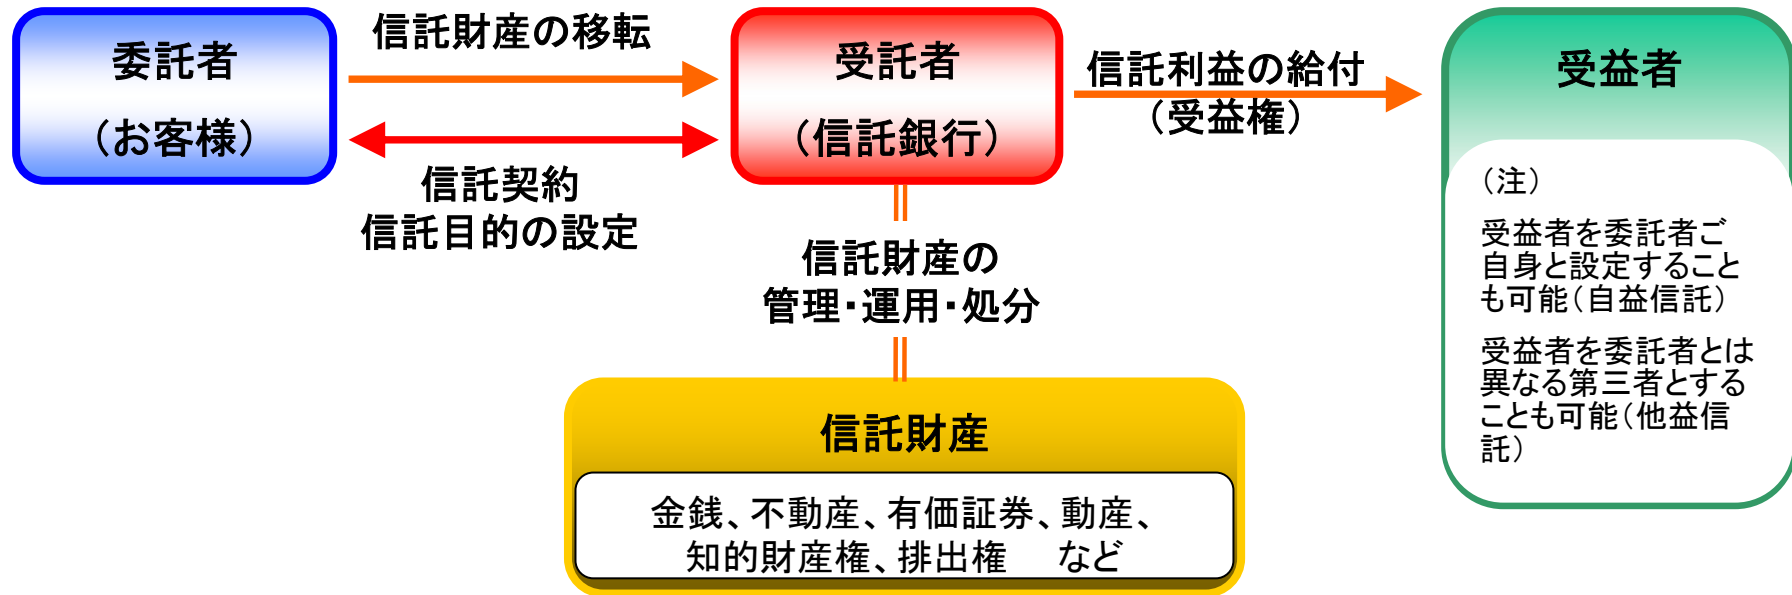 委託者
（お客様）
信託財産の移転
信託契約
信託目的の設定
受託者
（信託銀行）
信託利益の給付
（受益権）
受益者
（注）
受益者を委託者ご
自身と設定すること
も可能（自益信託）
受益者を委託者とは
異なる第三者とする
ことも可能（他益信
託）
信託財産の
管理・運用・処分
信託財産
金銭、不動産、有価証券、動産、
知的財産権、排出権　など